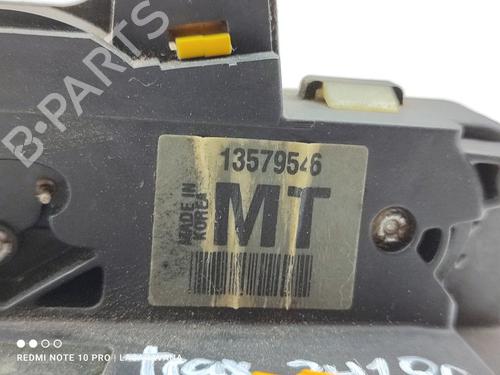 B-PARTS
13579546
MADE IN
KOREA
MT
REDMI NOTE 10 PRO |